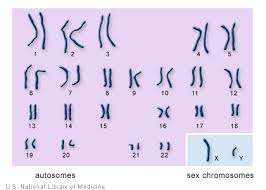 1 2 3 4 5
6 7 8 9 10 11 12
13 14 15 16 17 18
19 20 21 22 X Y
autosomes sex chromosomes
U.S. National Library of Medicine